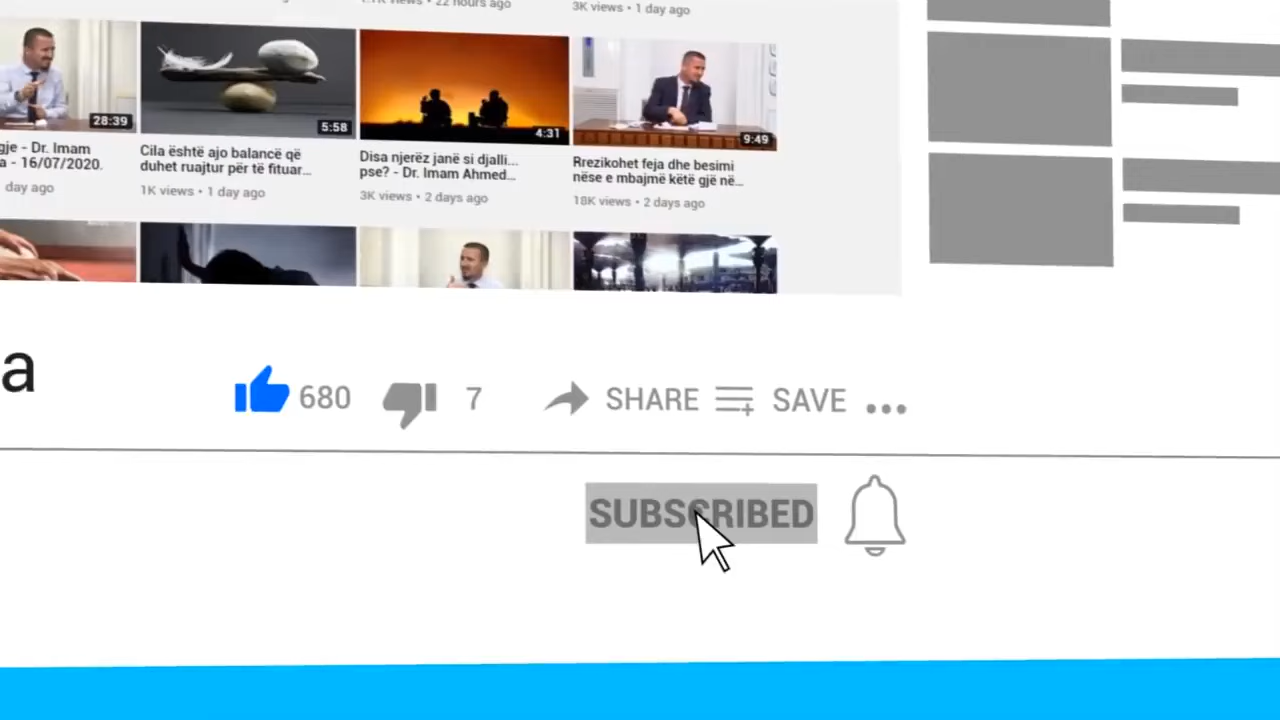 22 hours ago
3K views • 1 day ago
28:39
5:58
4:31
9:49
gje - Dr. Imam
a - 16/07/2020.
day ago
Cila është ajo balancë që
duhet ruajtur për të fituar...
1K views • 1 day ago
Disa njerëz janë si djalli...
pse? - Dr. Imam Ahmed...
3K views • 2 days ago
Rrezikohet feja dhe besimi
nëse e mbajmë këtë gjë në...
18K views • 2 days ago
a
680
7
SHARE
SAVE
SUBSCRIBED